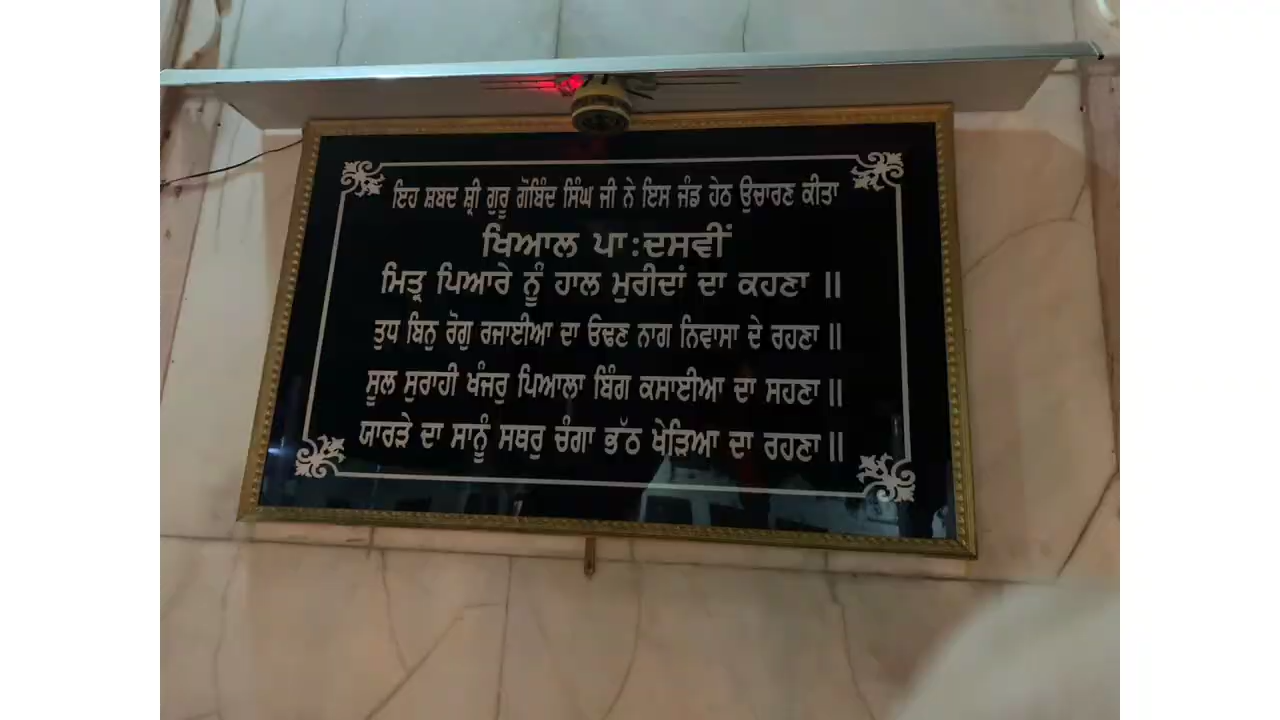 ਇਹ ਸ਼ਬਦ ਸ਼੍ਰੀ ਗੁਰੂ ਗੋਬਿੰਦ ਸਿੰਘ ਜੀ ਨੇ ਇਸ ਜੰਡ ਹੇਠ ਉਚਾਰਣ ਕੀਤਾ
ਖਿਆਲ ਪਾ:ਦਸਵੀਂ
ਮਿਤ੍ਰ ਪਿਆਰੇ ਨੂੰ ਹਾਲ ਮੁਰੀਦਾਂ ਦਾ ਕਹਣਾ ॥
ਤੁਧ ਬਿਨੁ ਰੋਗੁ ਰਜਾਈਆ ਦਾ ਓਢਣ ਨਾਗ ਨਿਵਾਸਾ ਦੇ ਰਹਣਾ ॥
ਸੂਲ ਸੁਰਾਹੀ ਖੰਜਰੁ ਪਿਆਲਾ ਬਿੰਗ ਕਸਾਈਆ ਦਾ ਸਹਣਾ ॥
ਯਾਰੜੇ ਦਾ ਸਾਨੂੰ ਸਥਰੁ ਚੰਗਾ ਭੱਠ ਖੇੜਿਆ ਦਾ ਰਹਣਾ ॥